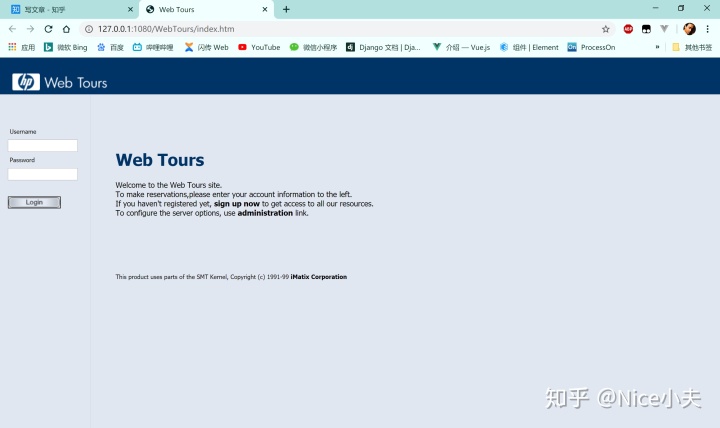 写文章 - 知乎
Web Tours
127.0.0.1:1080/WebTours/index.htm
ABP
应用 微软 Bing 百度 哔哩哔哩 闪传 Web YouTube 微信小程序 dj Django 文档 | Dja... 介绍 — Vue.js 组件 | Element On ProcessOn » 其他书签
hp Web Tours
Username
Password
Login
Web Tours
Welcome to the Web Tours site.
To make reservations,please enter your account information to the left.
If you haven't registered yet, sign up now to get access to all our resources.
To configure the server options, use administration link.
This product uses parts of the SMT Kernel, Copyright (c) 1991-99 iMatix Corporation
知乎 @Nice小夫